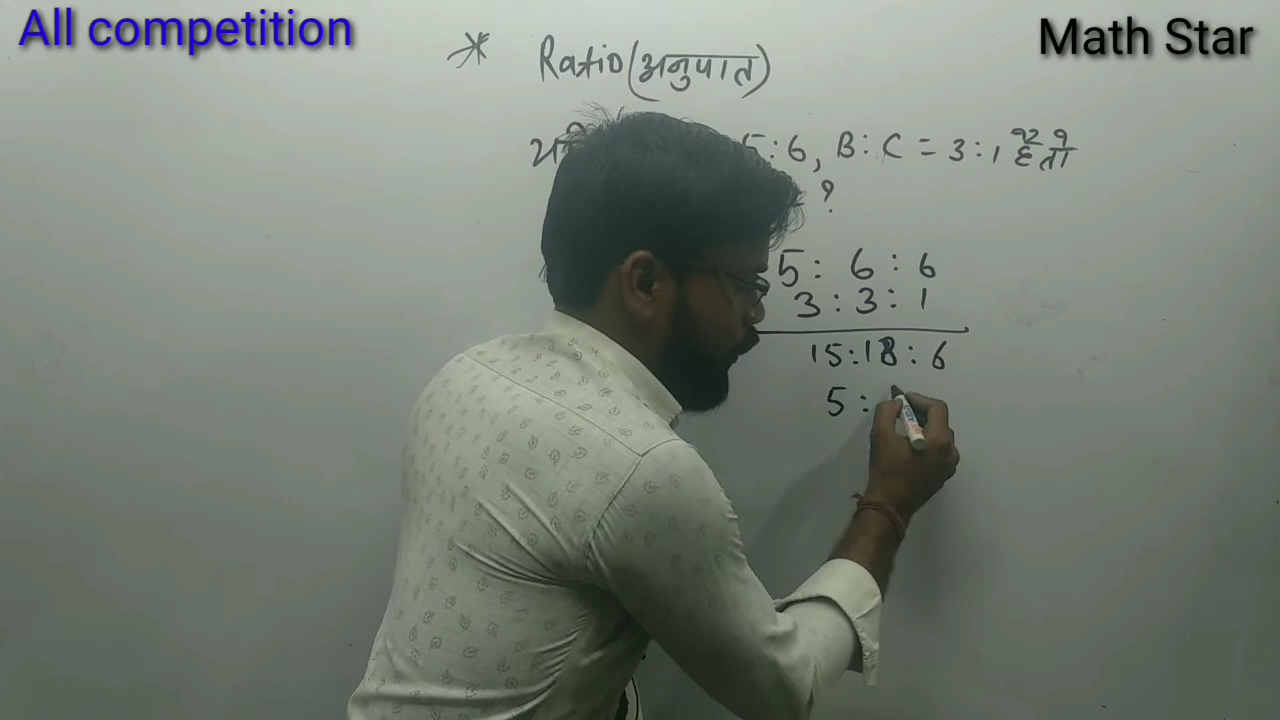 All competition
Math Star
* Ratio (अनुपात)
5 : 6, B : C = 3 : 1 है ता
?
5 : 6 : 6
3 : 3 : 1
15 : 18 : 6
5 :